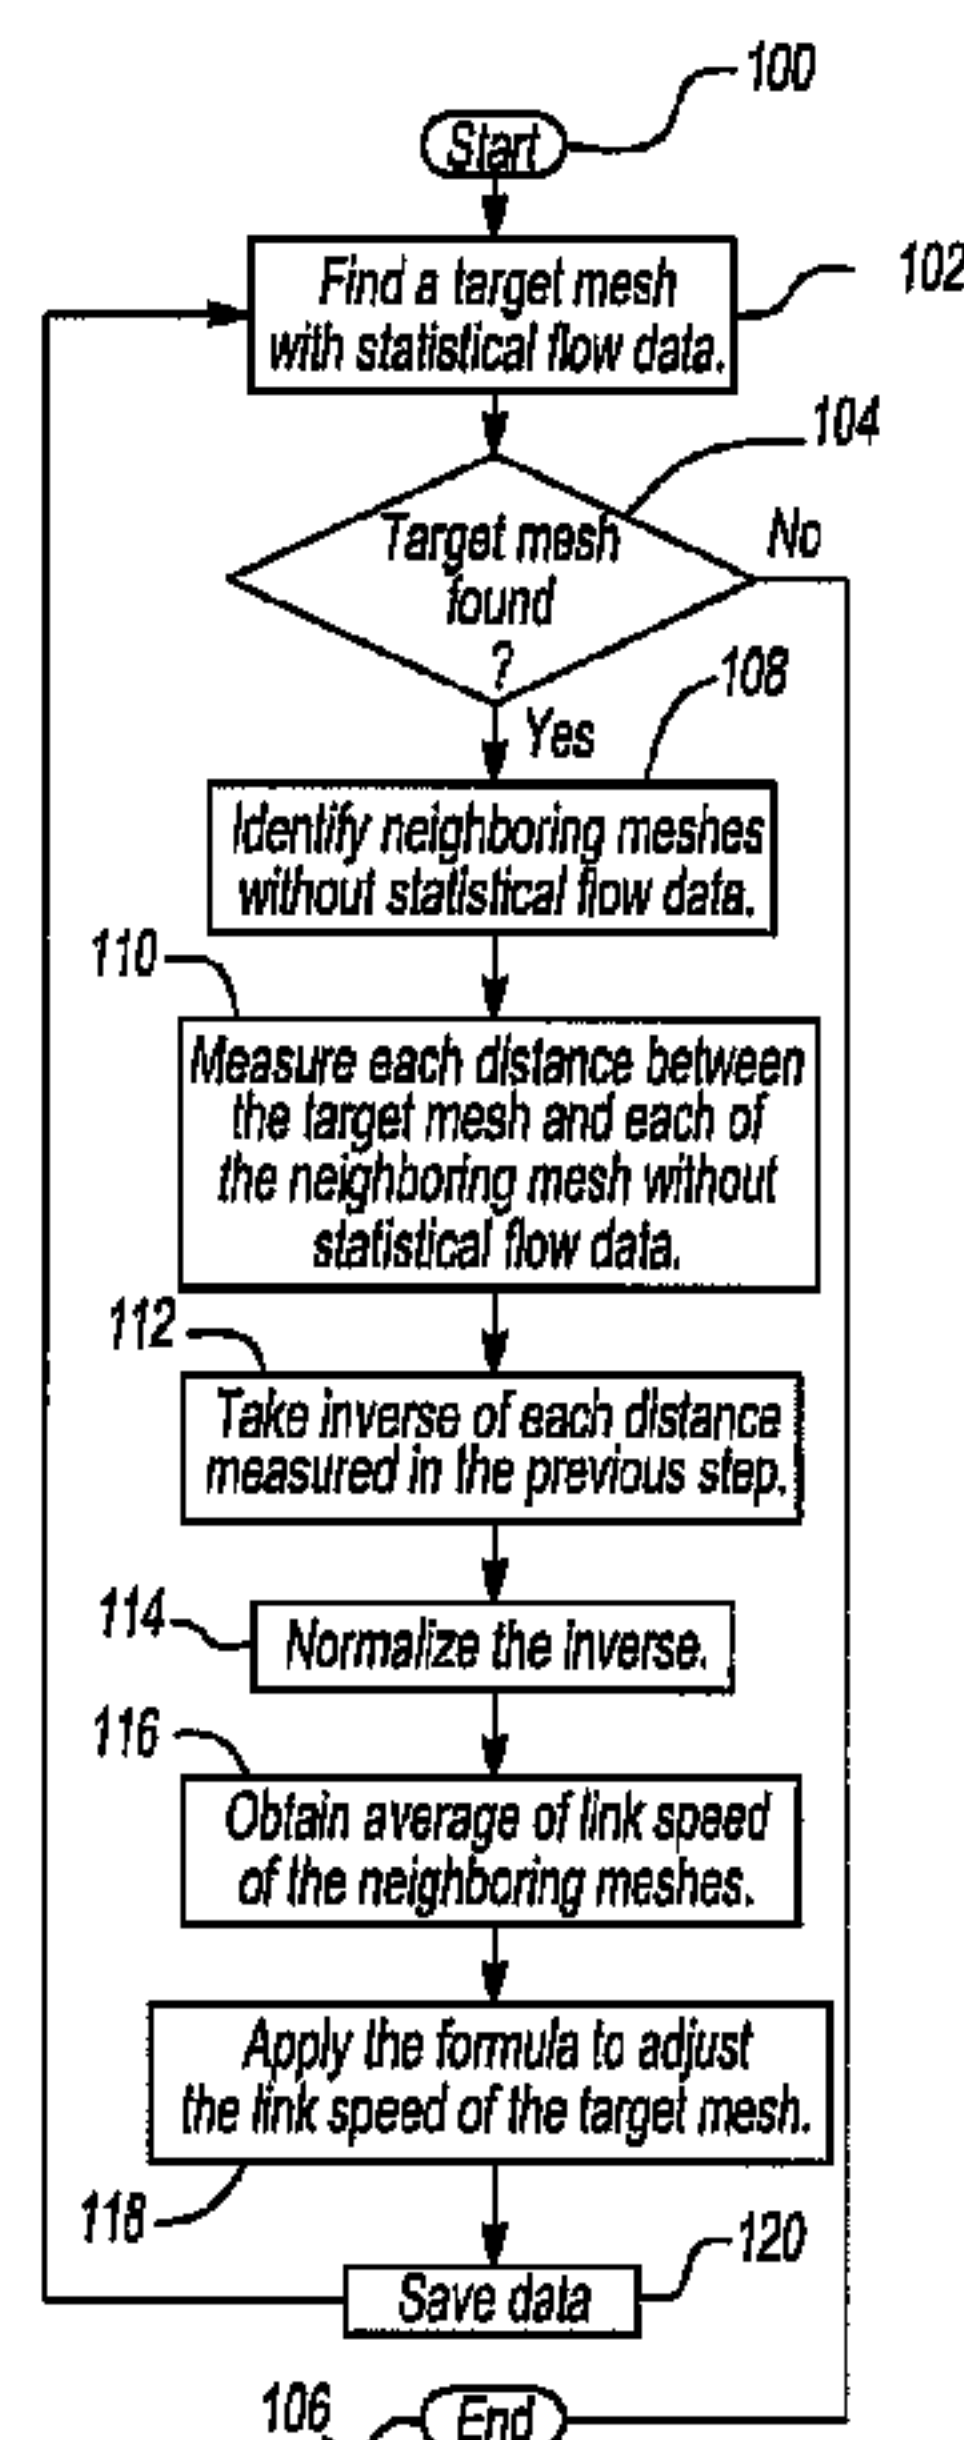 100
Start
102
Find a target mesh
with statistical flow data.
104
Target mesh
found
?
No
Yes
108
Identify neighboring meshes
without statistical flow data.
110
Measure each distance between
the target mesh and each of
the neighboring mesh without
statistical flow data.
112
Take inverse of each distance
measured in the previous step.
114
Normalize the inverse.
116
Obtain average of link speed
of the neighboring meshes.
Apply the formula to adjust
the link speed of the target mesh.
118
120
Save data
106
End